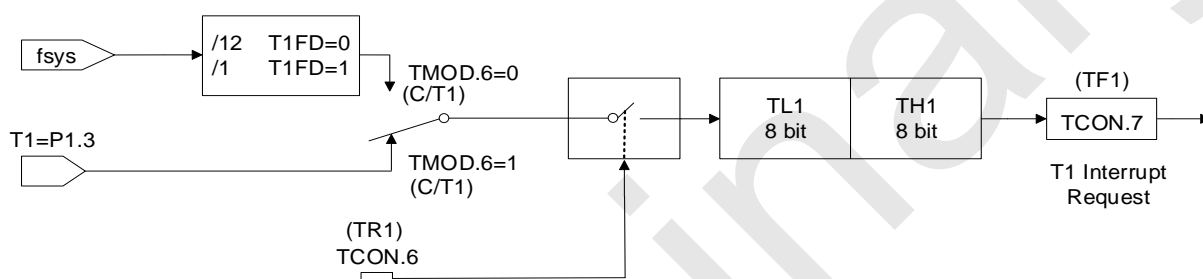 fsys
/12 T1FD=0
/1 T1FD=1
TMOD.6=0
(C/T1)
T1=P1.3
TMOD.6=1
(C/T1)
(TR1)
TCON.6
TL1
8 bit
TH1
8 bit
(TF1)
TCON.7
T1 Interrupt
Request